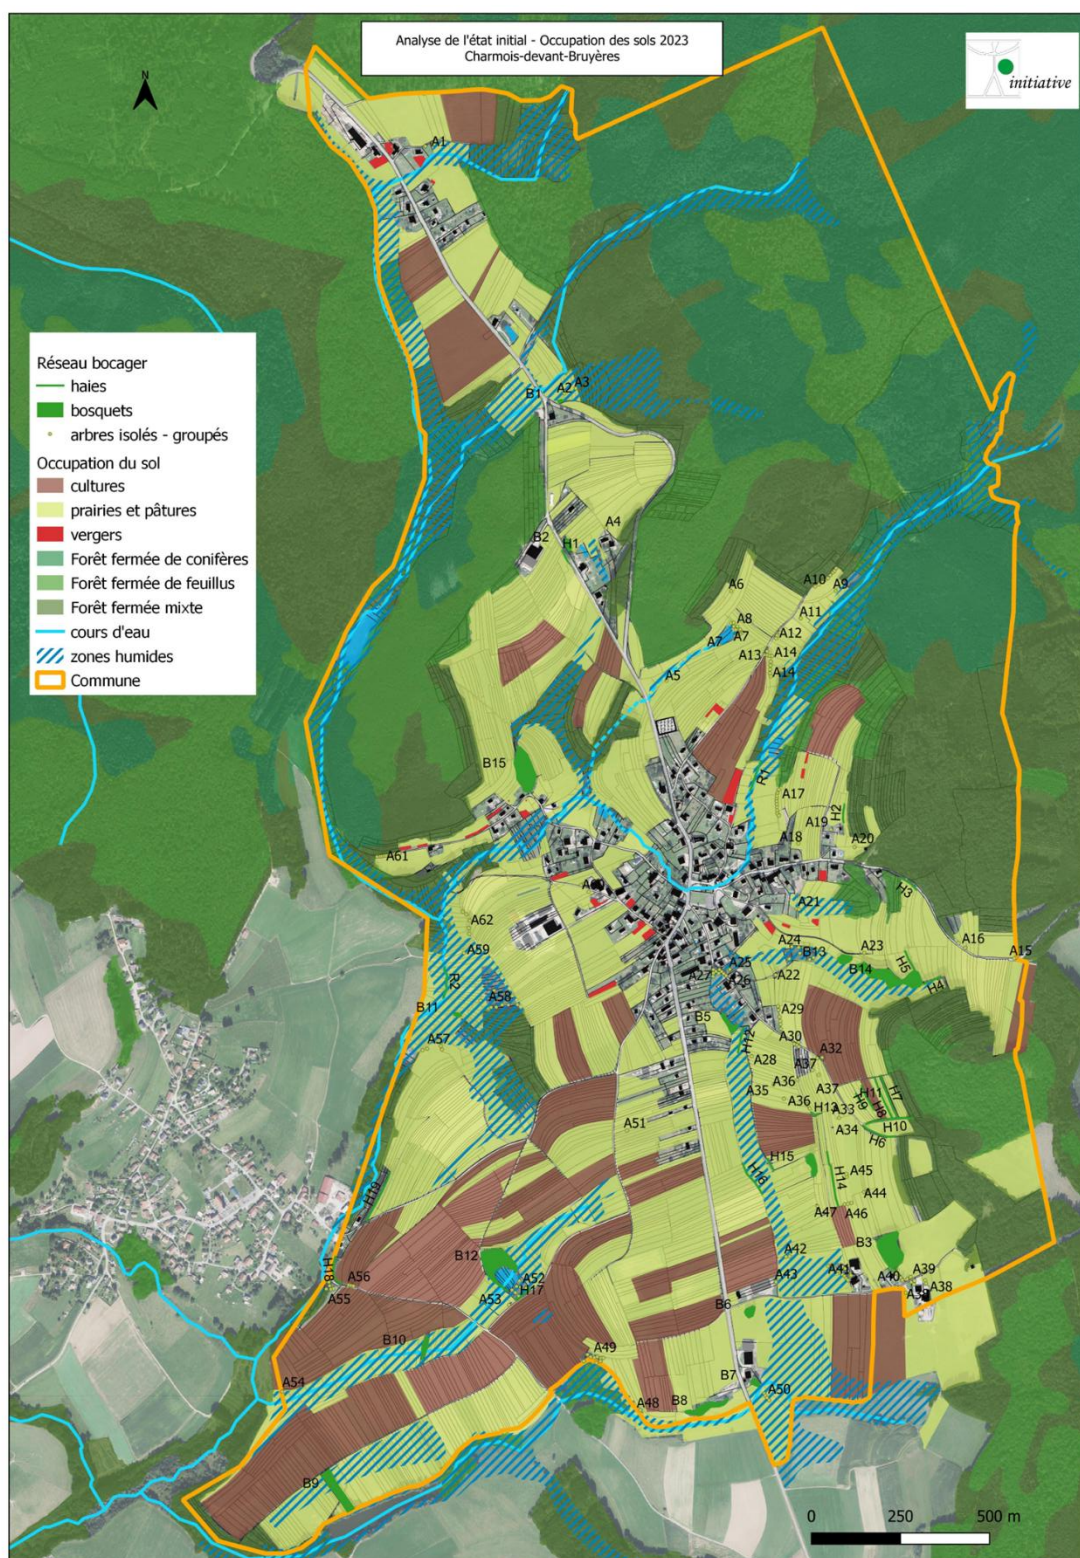 Analyse de l'état initial - Occupation des sols 2023
Charmois-devant-Bruyères
initiative
N
Réseau bocager
haies
bosquets
arbres isolés - groupés
Occupation du sol
cultures
prairies et pâtures
vergers
Forêt fermée de conifères
Forêt fermée de feuillus
Forêt fermée mixte
cours d'eau
zones humides
Commune
A1
A2 A3
B1
A4
B2 H1
A6 A10 A9
A11
A8
A7 A7 A12
A13 A14
A5 A14
B15
R1
A17
A19 H2
A18 A20
A61
H3
A21
A62
A24 A23 A16
A59 B13 A15
A25 B14 H5
A27 A26 A22 H4
R2
A58
B11 A29
B5
H12 A30
A57 A28 A37 A32
A36 A37 H11 H7
A35 H9 H8
A36 H13 A33
A51 A34 H10
H6
H15
H16 A45
H14
H19 A44
A47 A46
B3
B12 A42
H18 A56 A52 A43 A41 A40 A39
A55 A53 H17 A38
B6
B10
A49
A54 B7
A48 B8 A50
B9
0 250 500 m